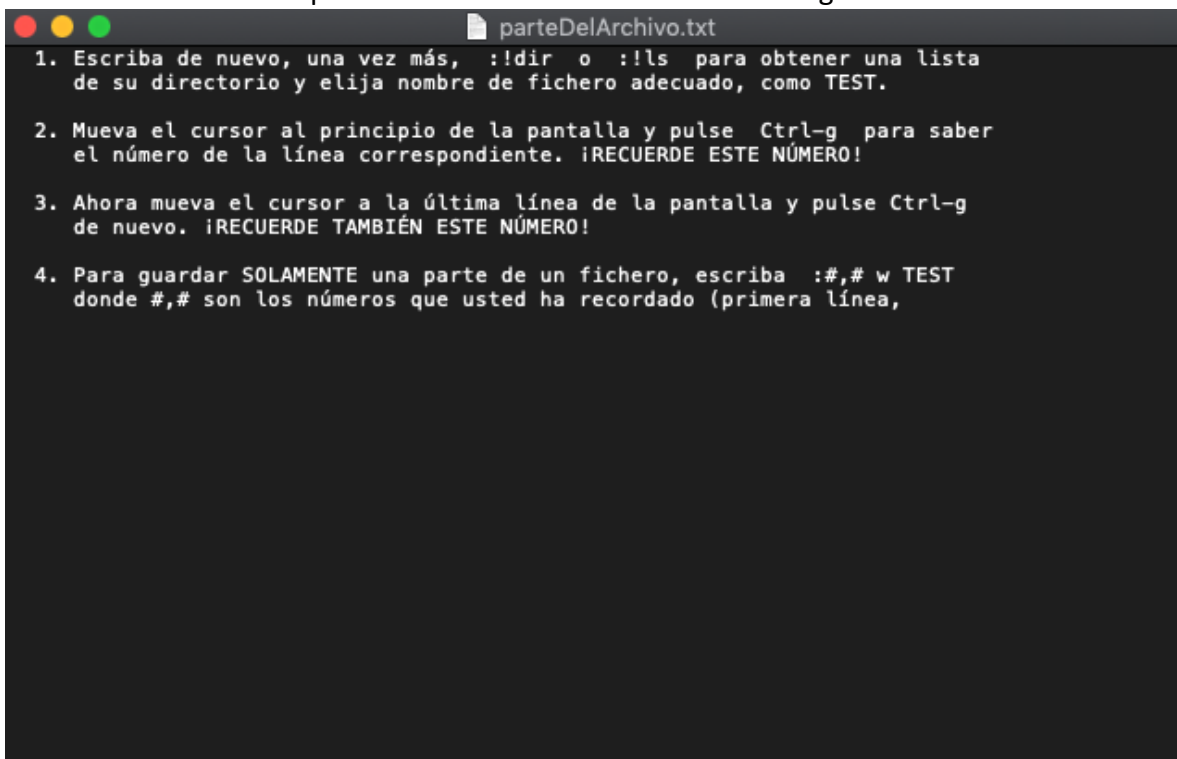 parteDelArchivo.txt
1. Escriba de nuevo, una vez más,  :!dir  o  :!ls  para obtener una lista
de su directorio y elija nombre de fichero adecuado, como TEST.
2. Mueva el cursor al principio de la pantalla y pulse  Ctrl-g  para saber
el número de la línea correspondiente. ¡RECUERDE ESTE NÚMERO!
3. Ahora mueva el cursor a la última línea de la pantalla y pulse Ctrl-g
de nuevo. ¡RECUERDE TAMBIÉN ESTE NÚMERO!
4. Para guardar SOLAMENTE una parte de un fichero, escriba  :#,# w TEST
donde #,# son los números que usted ha recordado (primera línea,